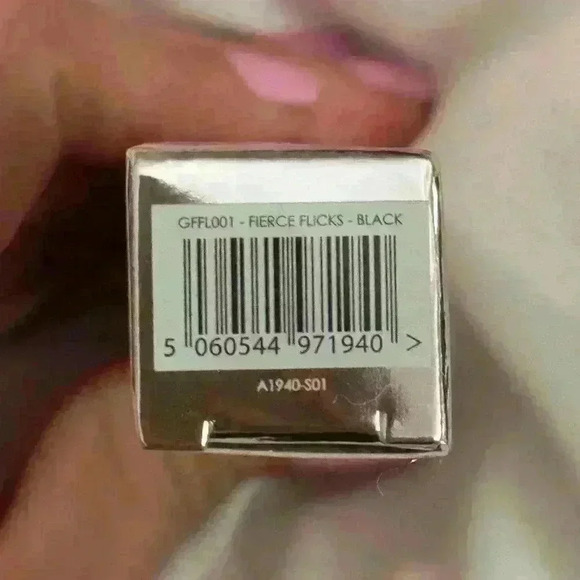 GFFL001 - FIERCE FLICKS - BLACK
5 060544 971940 >
A1940-S01